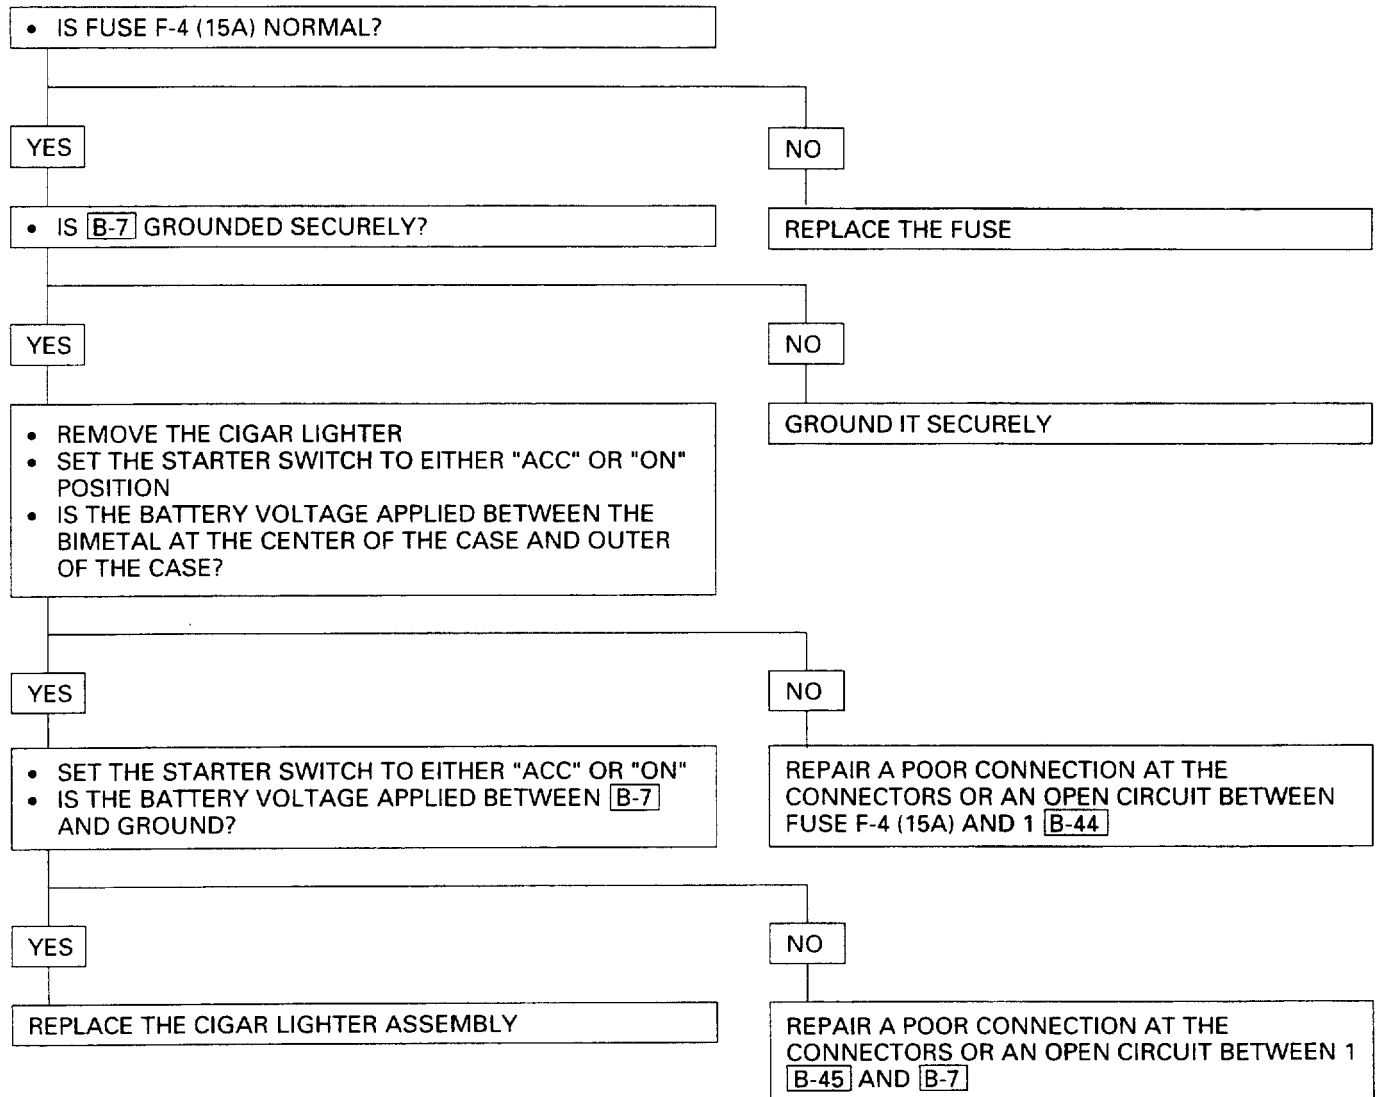 • IS FUSE F-4 (15A) NORMAL?
YES
NO
• IS B-7 GROUNDED SECURELY?
REPLACE THE FUSE
YES
NO
• REMOVE THE CIGAR LIGHTER
• SET THE STARTER SWITCH TO EITHER "ACC" OR "ON"
POSITION
• IS THE BATTERY VOLTAGE APPLIED BETWEEN THE
BIMETAL AT THE CENTER OF THE CASE AND OUTER
OF THE CASE?
GROUND IT SECURELY
YES
NO
• SET THE STARTER SWITCH TO EITHER "ACC" OR "ON"
• IS THE BATTERY VOLTAGE APPLIED BETWEEN B-7
AND GROUND?
REPAIR A POOR CONNECTION AT THE
CONNECTORS OR AN OPEN CIRCUIT BETWEEN
FUSE F-4 (15A) AND 1 B-44
YES
NO
REPLACE THE CIGAR LIGHTER ASSEMBLY
REPAIR A POOR CONNECTION AT THE
CONNECTORS OR AN OPEN CIRCUIT BETWEEN 1
B-45 AND B-7